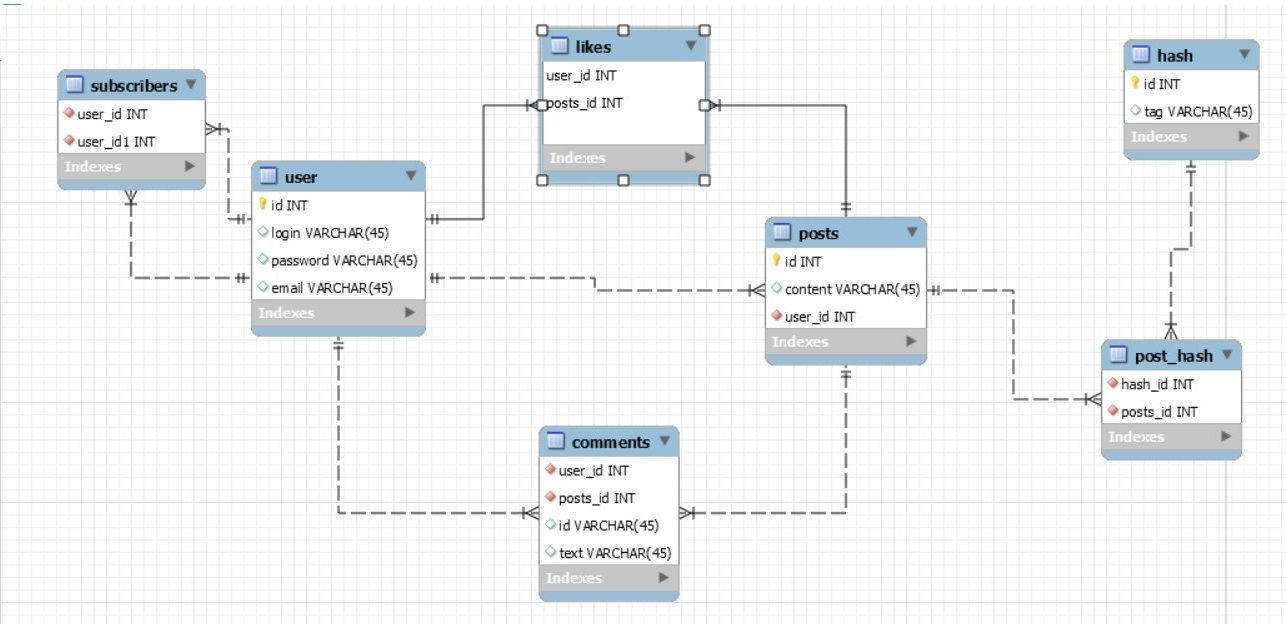 subscribers
user_id INT
user_id1 INT
Indexes
user
id INT
login VARCHAR(45)
password VARCHAR(45)
email VARCHAR(45)
Indexes
likes
user_id INT
posts_id INT
Indexes
posts
id INT
content VARCHAR(45)
user_id INT
Indexes
comments
user_id INT
posts_id INT
id VARCHAR(45)
text VARCHAR(45)
Indexes
hash
id INT
tag VARCHAR(45)
Indexes
post_hash
hash_id INT
posts_id INT
Indexes